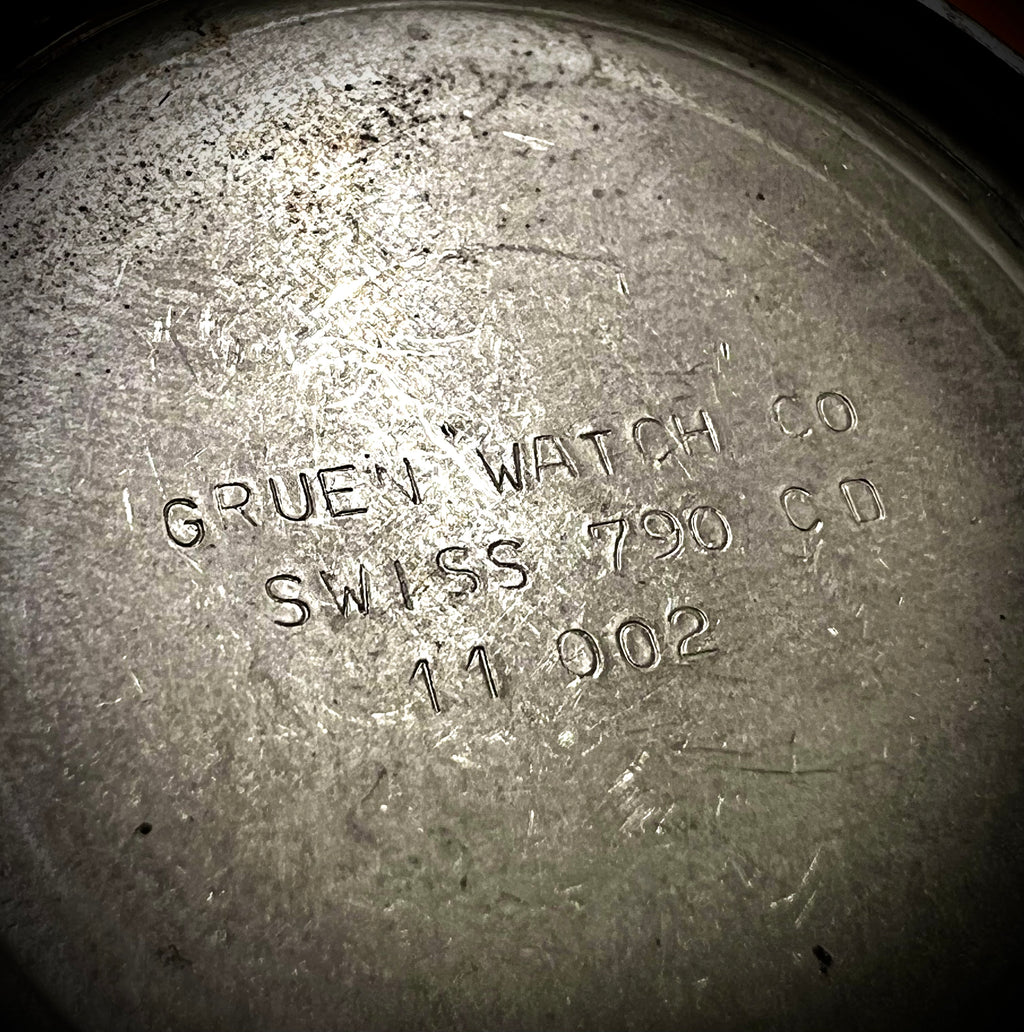 GRUEN WATCH CO
SWISS 790 CD
11 002